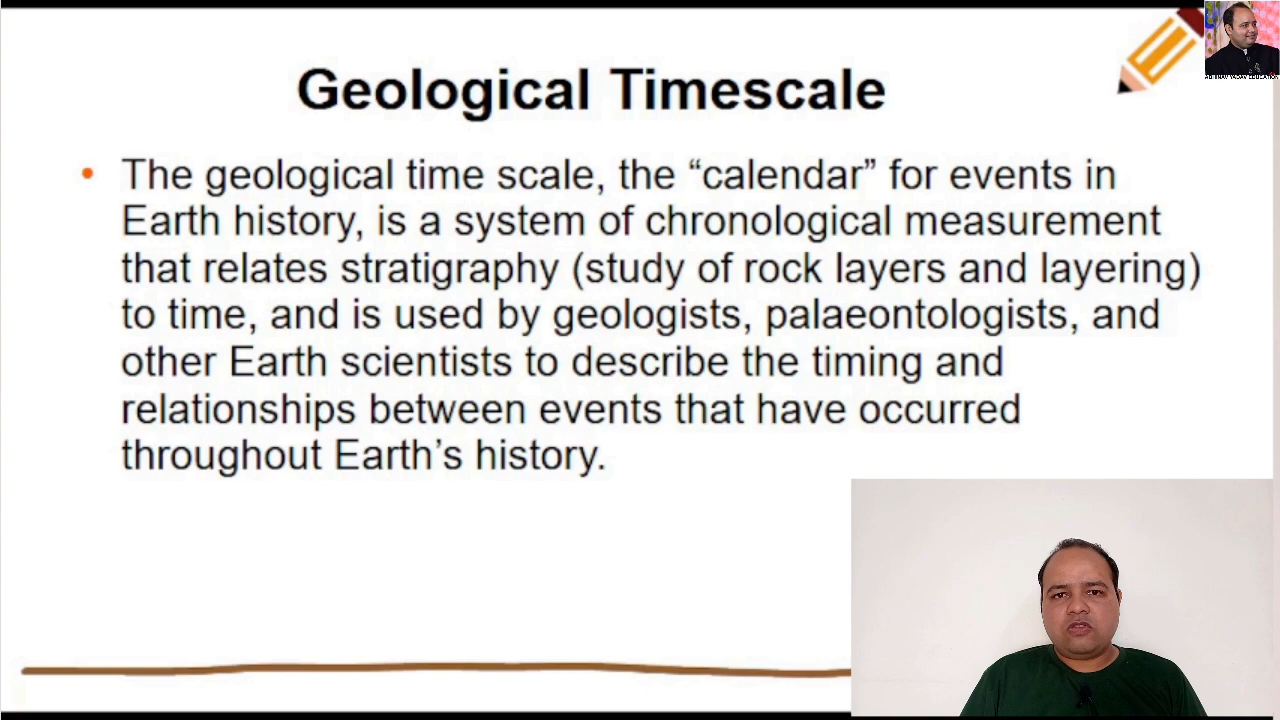 Geological Timescale
• The geological time scale, the “calendar” for events in
Earth history, is a system of chronological measurement
that relates stratigraphy (study of rock layers and layering)
to time, and is used by geologists, palaeontologists, and
other Earth scientists to describe the timing and
relationships between events that have occurred
throughout Earth’s history.